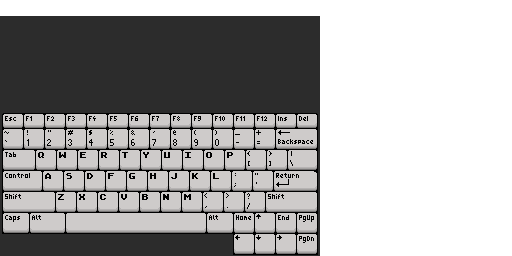 Esc F1 F2 F3 F4 F5 F6 F7 F8 F9 F10 F11 F12 Ins Del
~ ! " # $ % & ' @ ( ) _ + ←
` 1 2 3 4 5 6 7 8 9 0 - = Backspace
Tab Q W E R T Y U I O P { } |
[ ] \
Control A S D F G H J K L : " Return
; '
Shift Z X C V B N M < > ? Shift
, . /
Caps Alt Alt Home ↑ End PgUp
← ↓ → PgDn